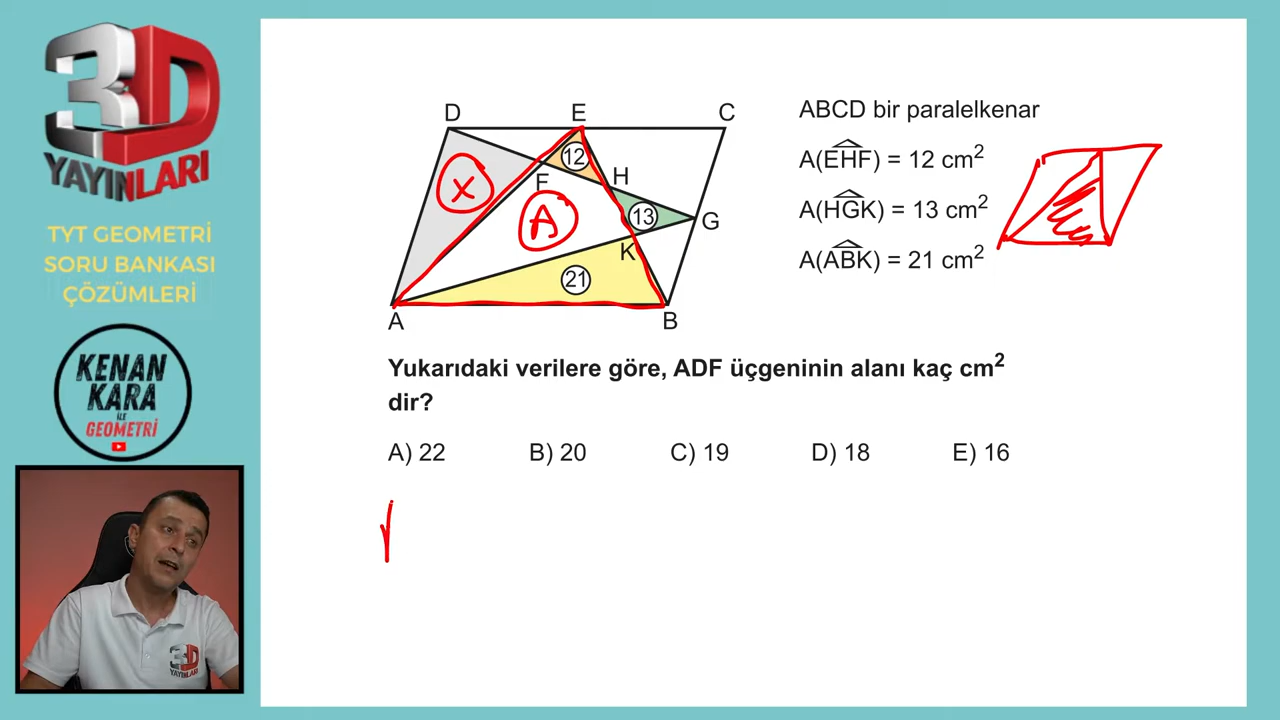 3D
YAYINLARI
TYT GEOMETRİ
SORU BANKASI
ÇÖZÜMLERİ
KENAN
KARA
İLE
GEOMETRİ
3D
YAYINLARI
D E C
12
X
F H
A
13
G
K
21
A B
ABCD bir paralelkenar
A(EHF) = 12 cm²
A(HGK) = 13 cm²
A(ABK) = 21 cm²
Yukarıdaki verilere göre, ADF üçgeninin alanı kaç cm²
dir?
A) 22 B) 20 C) 19 D) 18 E) 16